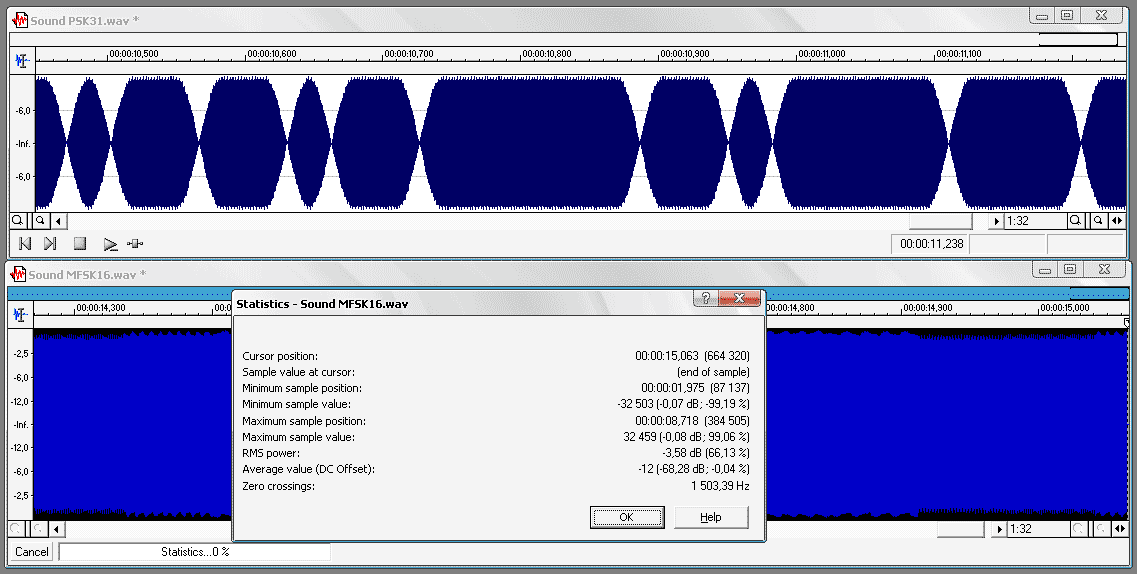 Sound PSK31.wav *
00:00:10,500 00:00:10,600 00:00:10,700 00:00:10,800 00:00:10,900 00:00:11,000 00:00:11,100
-6,0
-Inf.
-6,0
1:32
00:00:11,238
Sound MFSK16.wav *
00:00:14,300 00:00:14,800 00:00:14,900 00:00:15,000
Statistics - Sound MFSK16.wav
-2,5
-6,0
-12,0
-Inf.
-12,0
-6,0
-2,5
Cursor position: 00:00:15,063 (664 320)
Sample value at cursor: (end of sample)
Minimum sample position: 00:00:01,975 (87 137)
Minimum sample value: -32 503 (-0,07 dB; -99,19 %)
Maximum sample position: 00:00:08,718 (384 505)
Maximum sample value: 32 459 (-0,08 dB; 99,06 %)
RMS power: -3,58 dB (66,13 %)
Average value (DC Offset): -12 (-68,28 dB; -0,04 %)
Zero crossings: 1 503,39 Hz
OK Help
1:32
Cancel Statistics...0 %